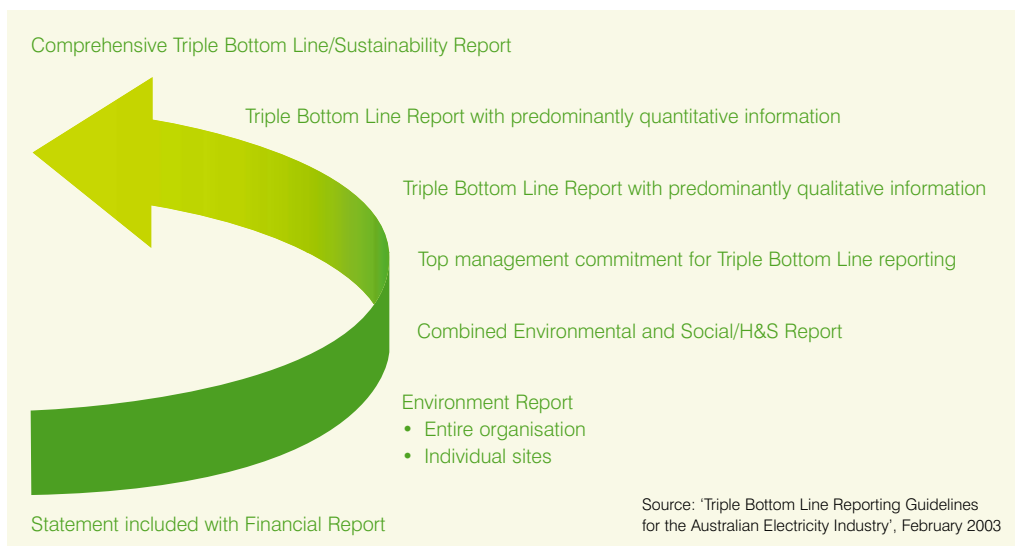 Comprehensive Triple Bottom Line/Sustainability Report
Triple Bottom Line Report with predominantly quantitative information
Triple Bottom Line Report with predominantly qualitative information
Top management commitment for Triple Bottom Line reporting
Combined Environmental and Social/H&S Report
Environment Report
• Entire organisation
• Individual sites
Statement included with Financial Report
Source: ‘Triple Bottom Line Reporting Guidelines
for the Australian Electricity Industry’, February 2003